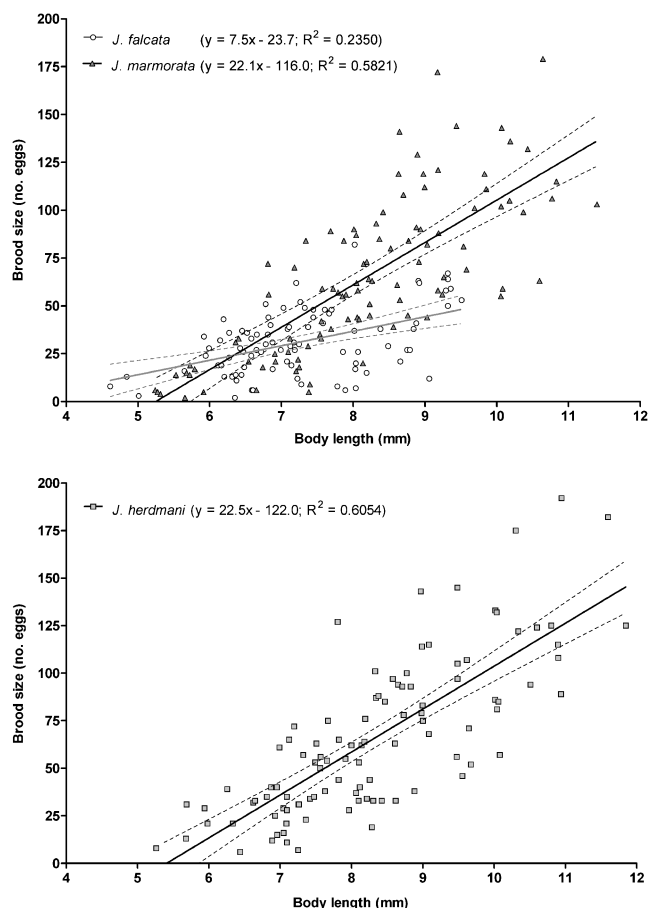 200
175
150
125
100
75
50
25
0
Brood size (no. eggs)
J. falcata (y = 7.5x - 23.7; R² = 0.2350)
J. marmorata (y = 22.1x - 116.0; R² = 0.5821)
4 5 6 7 8 9 10 11 12
Body length (mm)
200
175
150
125
100
75
50
25
0
Brood size (no. eggs)
J. herdmani (y = 22.5x - 122.0; R² = 0.6054)
4 5 6 7 8 9 10 11 12
Body length (mm)